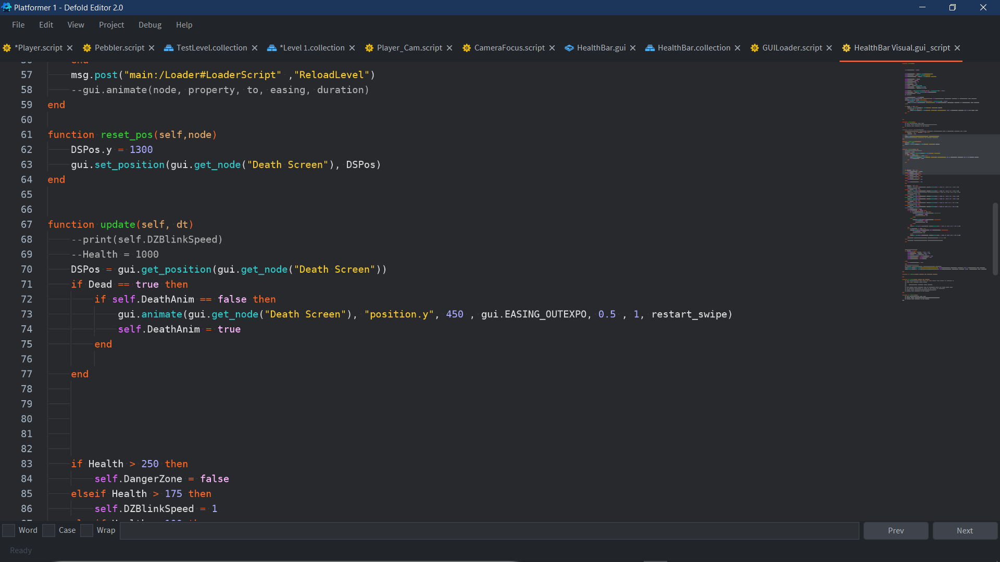 Platformer 1 - Defold Editor 2.0
File Edit View Project Debug Help
*Player.script Pebbler.script TestLevel.collection *Level 1.collection Player_Cam.script CameraFocus.script HealthBar.gui HealthBar.collection GUILoader.script HealthBar Visual.gui_script
56 end
57 msg.post("main:/Loader#LoaderScript" ,"ReloadLevel")
58 --gui.animate(node, property, to, easing, duration)
59 end
60
61 function reset_pos(self,node)
62 DSPos.y = 1300
63 gui.set_position(gui.get_node("Death Screen"), DSPos)
64 end
65
66
67 function update(self, dt)
68 --print(self.DZBlinkSpeed)
69 --Health = 1000
70 DSPos = gui.get_position(gui.get_node("Death Screen"))
71 if Dead == true then
72 if self.DeathAnim == false then
73 gui.animate(gui.get_node("Death Screen"), "position.y", 450 , gui.EASING_OUTEXPO, 0.5 , 1, restart_swipe)
74 self.DeathAnim = true
75 end
76
77 end
78
79
80
81
82
83 if Health > 250 then
84 self.DangerZone = false
85 elseif Health > 175 then
86 self.DZBlinkSpeed = 1
Word Case Wrap Prev Next
Ready